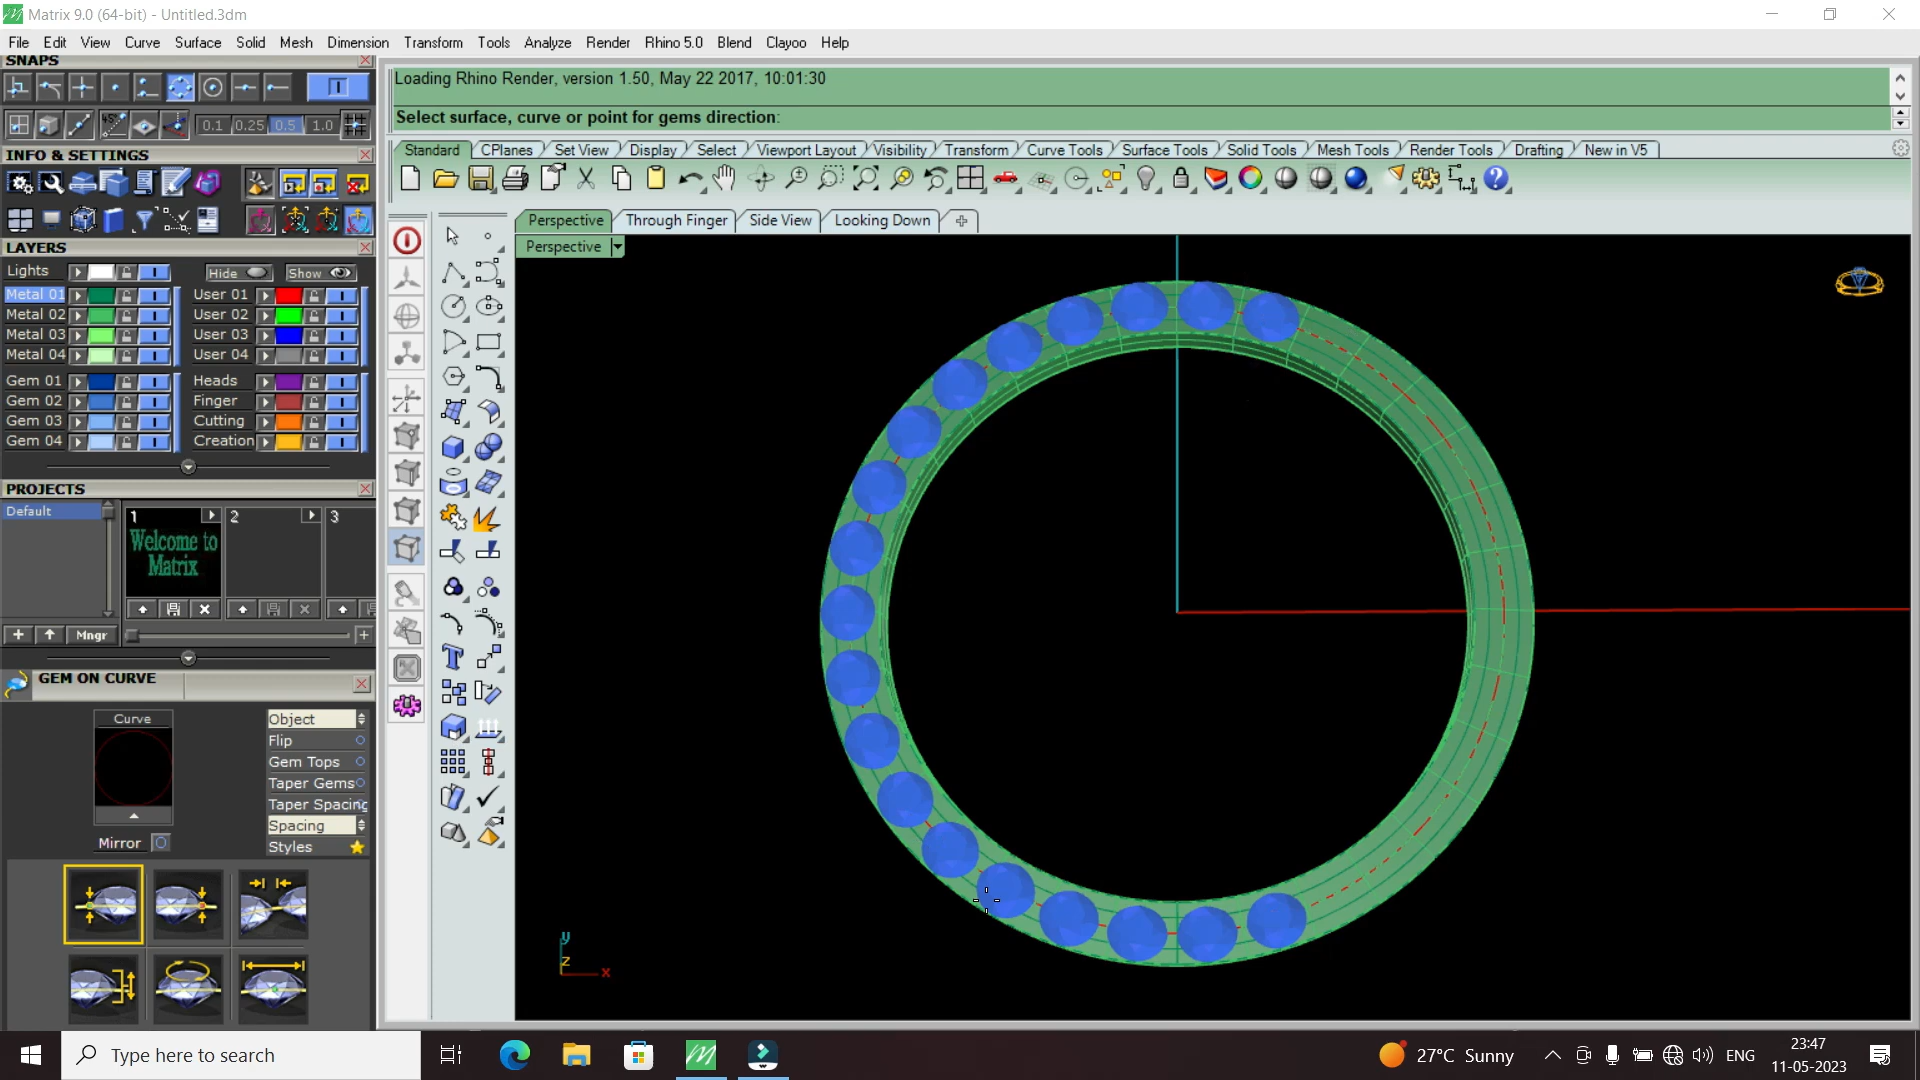 Matrix 9.0 (64-bit) - Untitled.3dm
File Edit View Curve Surface Solid Mesh Dimension Transform Tools Analyze Render Rhino 5.0 Blend Clayoo Help
SNAPS
0.1 0.25 0.5 1.0
INFO & SETTINGS
LAYERS
Lights Hide Show
Metal 01 User 01
Metal 02 User 02
Metal 03 User 03
Metal 04 User 04
Gem 01 Heads
Gem 02 Finger
Gem 03 Cutting
Gem 04 Creation
PROJECTS
Default
1 2 3
Welcome to
Matrix
Mngr
GEM ON CURVE
Curve
Object
Flip
Gem Tops
Taper Gems
Taper Spacing
Spacing
Mirror
Styles
Loading Rhino Render, version 1.50, May 22 2017, 10:01:30
Select surface, curve or point for gems direction:
Standard CPlanes Set View Display Select Viewport Layout Visibility Transform Curve Tools Surface Tools Solid Tools Mesh Tools Render Tools Drafting New in V5
Perspective Through Finger Side View Looking Down
Perspective
y
z
x
Type here to search
27°C Sunny
ENG
23:47
11-05-2023